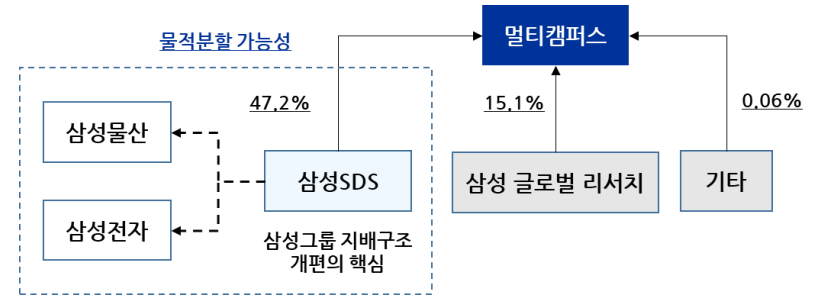 물적분할 가능성
멀티캠퍼스
47.2%
15.1%
0.06%
삼성물산
삼성전자
삼성SDS
삼성 글로벌 리서치
기타
삼성그룹 지배구조
개편의 핵심